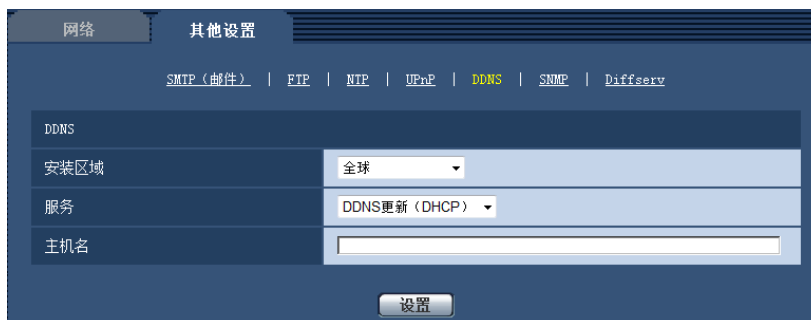 网络 其他设置
SMTP（邮件） | FTP | NTP | UPnP | DDNS | SNMP | Diffserv
DDNS
安装区域 全球
服务 DDNS更新（DHCP）
主机名
设置